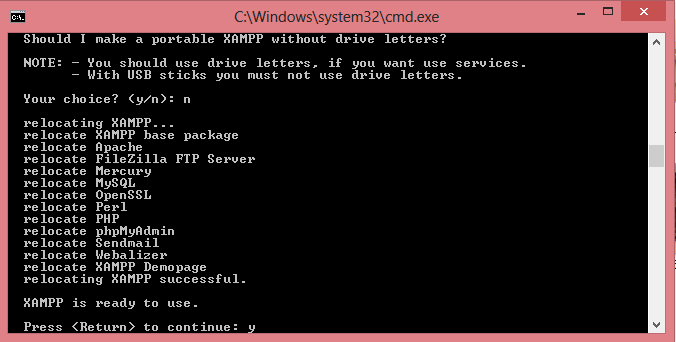 C:\Windows\system32\cmd.exe
Should I make a portable XAMPP without drive letters?
NOTE: - You should use drive letters, if you want use services.
- With USB sticks you must not use drive letters.
Your choice? (y/n): n
relocating XAMPP...
relocate XAMPP base package
relocate Apache
relocate FileZilla FTP Server
relocate Mercury
relocate MySQL
relocate OpenSSL
relocate Perl
relocate PHP
relocate phpMyAdmin
relocate Sendmail
relocate Webalizer
relocate XAMPP Demopage
relocating XAMPP successful.
XAMPP is ready to use.
Press <Return> to continue: y